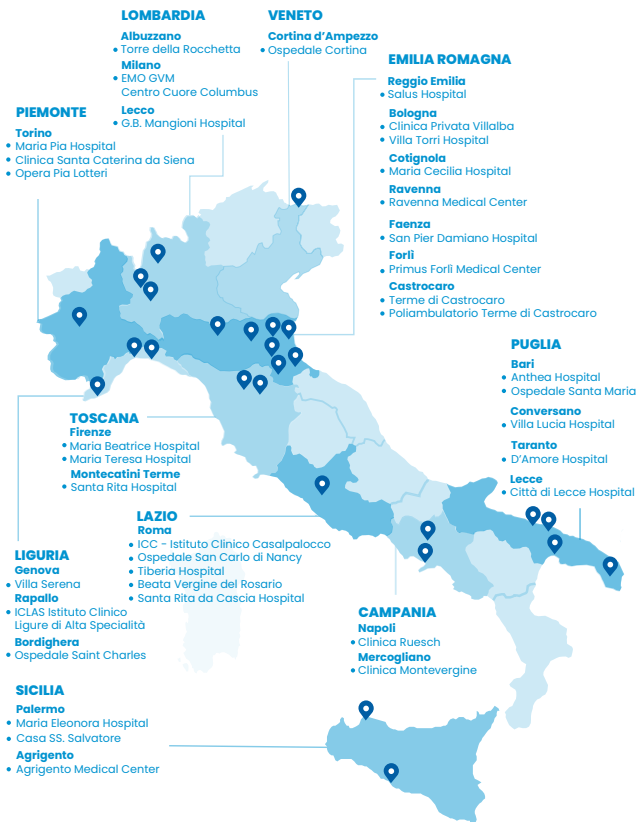 LOMBARDIA
Albuzzano
• Torre della Rocchetta
Milano
• EMO GVM
Centro Cuore Columbus
Lecco
• G.B. Mangioni Hospital
VENETO
Cortina d'Ampezzo
• Ospedale Cortina
EMILIA ROMAGNA
Reggio Emilia
• Salus Hospital
Bologna
• Clinica Privata Villalba
• Villa Torri Hospital
Cotignola
• Maria Cecilia Hospital
Ravenna
• Ravenna Medical Center
Faenza
• San Pier Damiano Hospital
Forlì
• Primus Forlì Medical Center
Castrocaro
• Terme di Castrocaro
• Poliambulatorio Terme di Castrocaro
PIEMONTE
Torino
• Maria Pia Hospital
• Clinica Santa Caterina da Siena
• Opera Pia Lotteri
PUGLIA
Bari
• Anthea Hospital
• Ospedale Santa Maria
Conversano
• Villa Lucia Hospital
Taranto
• D'Amore Hospital
Lecce
• Città di Lecce Hospital
TOSCANA
Firenze
• Maria Beatrice Hospital
• Maria Teresa Hospital
Montecatini Terme
• Santa Rita Hospital
LAZIO
Roma
• ICC - Istituto Clinico Casalpalocco
• Ospedale San Carlo di Nancy
• Tiberia Hospital
• Beata Vergine del Rosario
• Santa Rita da Cascia Hospital
LIGURIA
Genova
• Villa Serena
Rapallo
• ICLAS Istituto Clinico
Ligure di Alta Specialità
Bordighera
• Ospedale Saint Charles
CAMPANIA
Napoli
• Clinica Ruesch
Mercogliano
• Clinica Montevergine
SICILIA
Palermo
• Maria Eleonora Hospital
• Casa SS. Salvatore
Agrigento
• Agrigento Medical Center